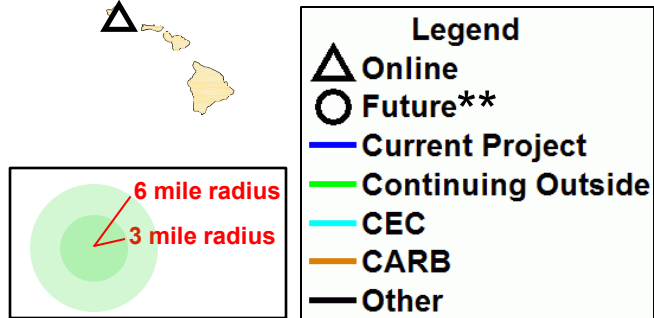 6 mile radius
3 mile radius
Legend
Online
Future**
Current Project
Continuing Outside
CEC
CARB
Other